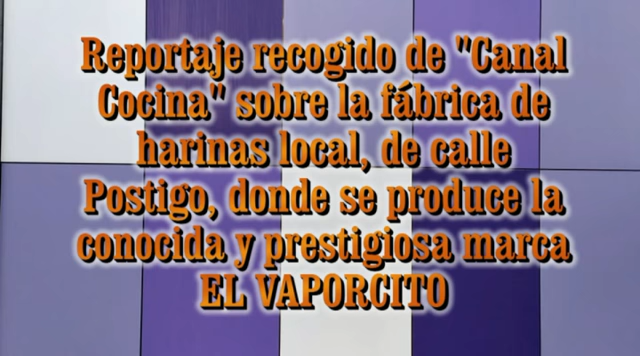 Reportaje recogido de "Canal
Cocina" sobre la fábrica de
harinas local, de calle
Postigo, donde se produce la
conocida y prestigiosa marca
EL VAPORCITO